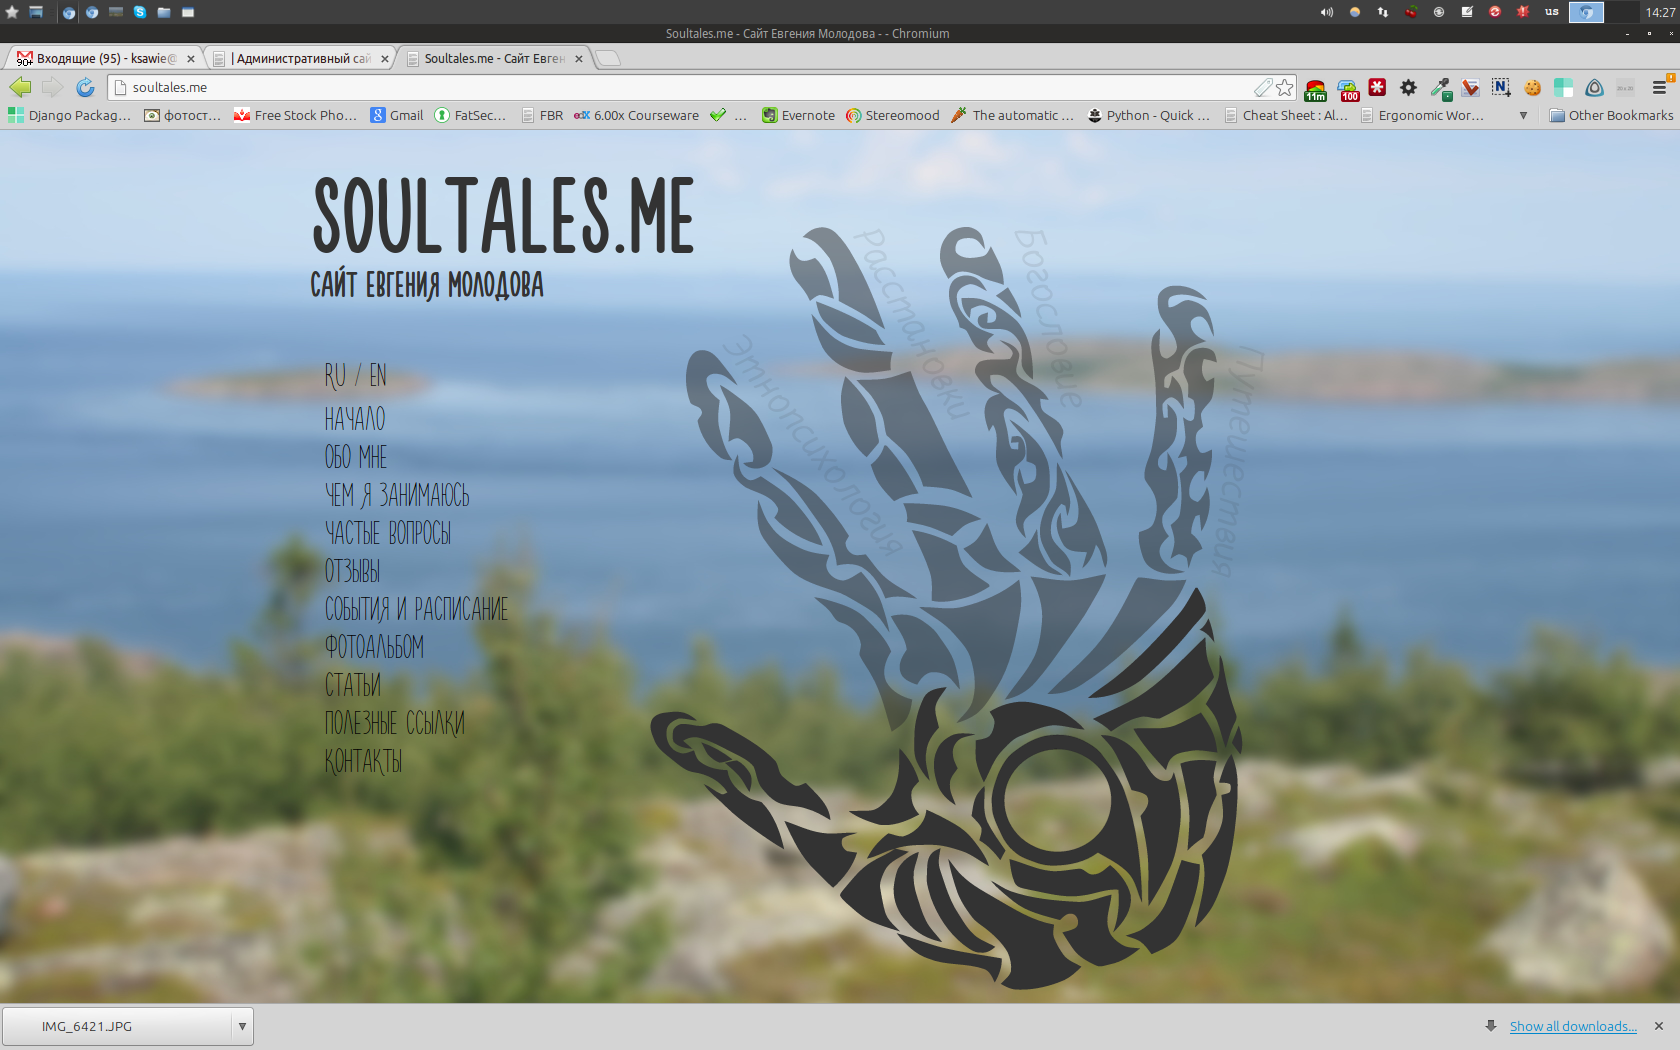 us
14:27
Soultales.me - Сайт Евгения Молодова - - Chromium
Входящие (95) - ksawie@
| Административный сай
Soultales.me - Сайт Евген
soultales.me
11m
100
Django Packag...
фотост...
Free Stock Pho...
Gmail
FatSec...
FBR
edX 6.00x Courseware
...
Evernote
Stereomood
The automatic ...
Python - Quick ...
Cheat Sheet : Al...
Ergonomic Wor...
Other Bookmarks
SOULTALES.ME
САЙТ ЕВГЕНИЯ МОЛОДОВА
RU / EN
НАЧАЛО
ОБО МНЕ
ЧЕМ Я ЗАНИМАЮСЬ
ЧАСТЫЕ ВОПРОСЫ
ОТЗЫВЫ
СОБЫТИЯ И РАСПИСАНИЕ
ФОТОАЛЬБОМ
СТАТЬИ
ПОЛЕЗНЫЕ ССЫЛКИ
КОНТАКТЫ
Этнопсихология
Расстановки
Богословие
Путешествия
IMG_6421.JPG
Show all downloads...